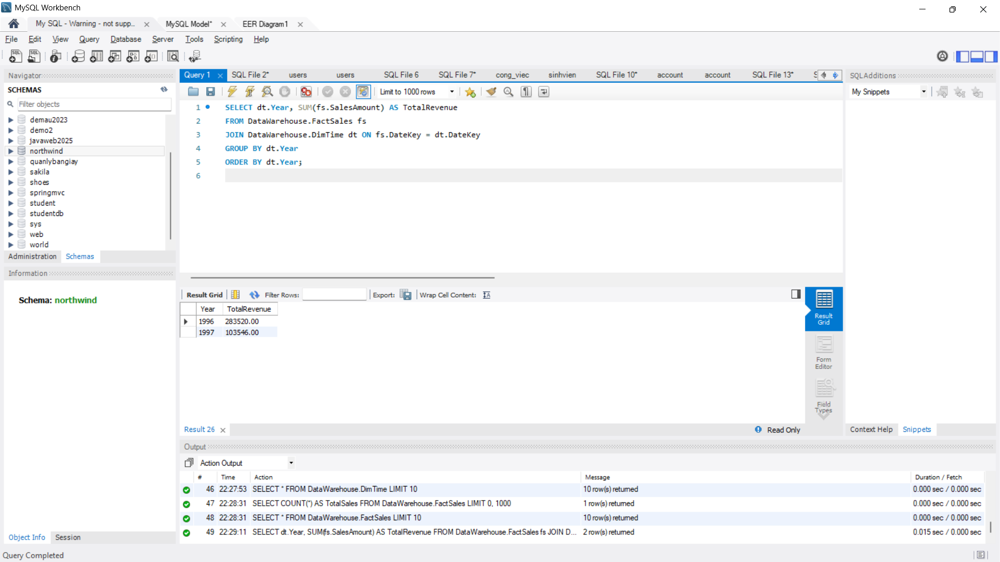 MySQL Workbench
My SQL - Warning - not supp...
MySQL Model*
EER Diagram1
File Edit View Query Database Server Tools Scripting Help
Navigator
SCHEMAS
Filter objects
demau2023
demo2
javaweb2025
northwind
quanlybangiay
sakila
shoes
springmvc
student
studentdb
sys
web
world
Administration Schemas
Information
Schema: northwind
Object Info Session
Query 1 SQL File 2* users users SQL File 6 SQL File 7* cong_viec sinhvien SQL File 10* account account SQL File 13* S
Limit to 1000 rows
1 SELECT dt.Year, SUM(fs.SalesAmount) AS TotalRevenue
2 FROM DataWarehouse.FactSales fs
3 JOIN DataWarehouse.DimTime dt ON fs.DateKey = dt.DateKey
4 GROUP BY dt.Year
5 ORDER BY dt.Year;
6
Result Grid Filter Rows: Export: Wrap Cell Content:
Year TotalRevenue
1996 283520.00
1997 103546.00
Result Grid
Form Editor
Field Types
Result 26
Read Only
SQLAdditions
My Snippets
Context Help Snippets
Output
Action Output
# Time Action Message Duration / Fetch
46 22:27:53 SELECT * FROM DataWarehouse.DimTime LIMIT 10 10 row(s) returned 0.000 sec / 0.000 sec
47 22:28:31 SELECT COUNT(*) AS TotalSales FROM DataWarehouse.FactSales LIMIT 0, 1000 1 row(s) returned 0.000 sec / 0.000 sec
48 22:28:31 SELECT * FROM DataWarehouse.FactSales LIMIT 10 10 row(s) returned 0.000 sec / 0.000 sec
49 22:29:11 SELECT dt.Year, SUM(fs.SalesAmount) AS TotalRevenue FROM DataWarehouse.FactSales fs JOIN D... 2 row(s) returned 0.015 sec / 0.000 sec
Query Completed